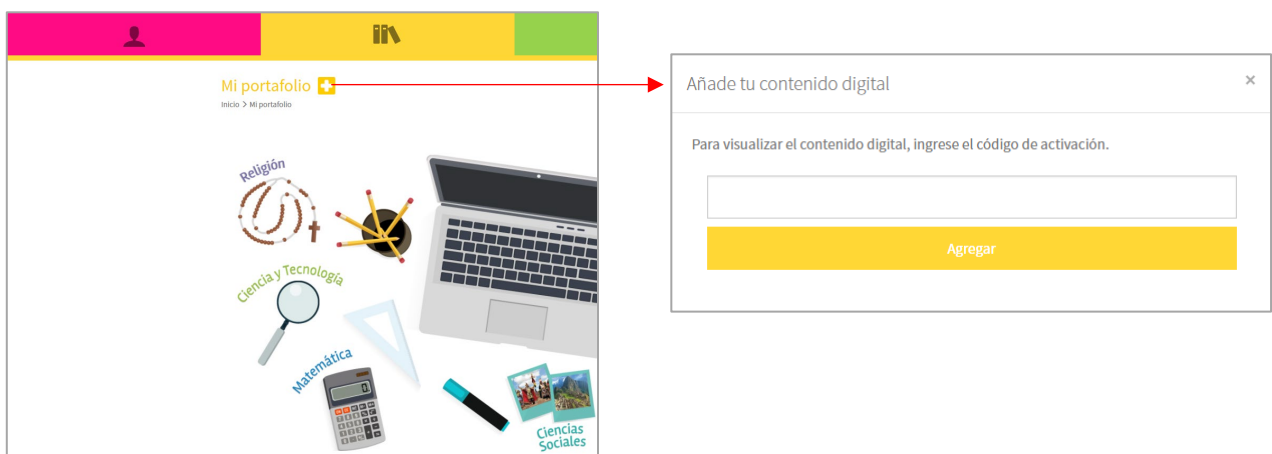 Mi portafolio
Inicio > Mi portafolio
Religión
Ciencia y Tecnología
Matemática
0.
Ciencias
Sociales
Añade tu contenido digital ×
Para visualizar el contenido digital, ingrese el código de activación.
Agregar